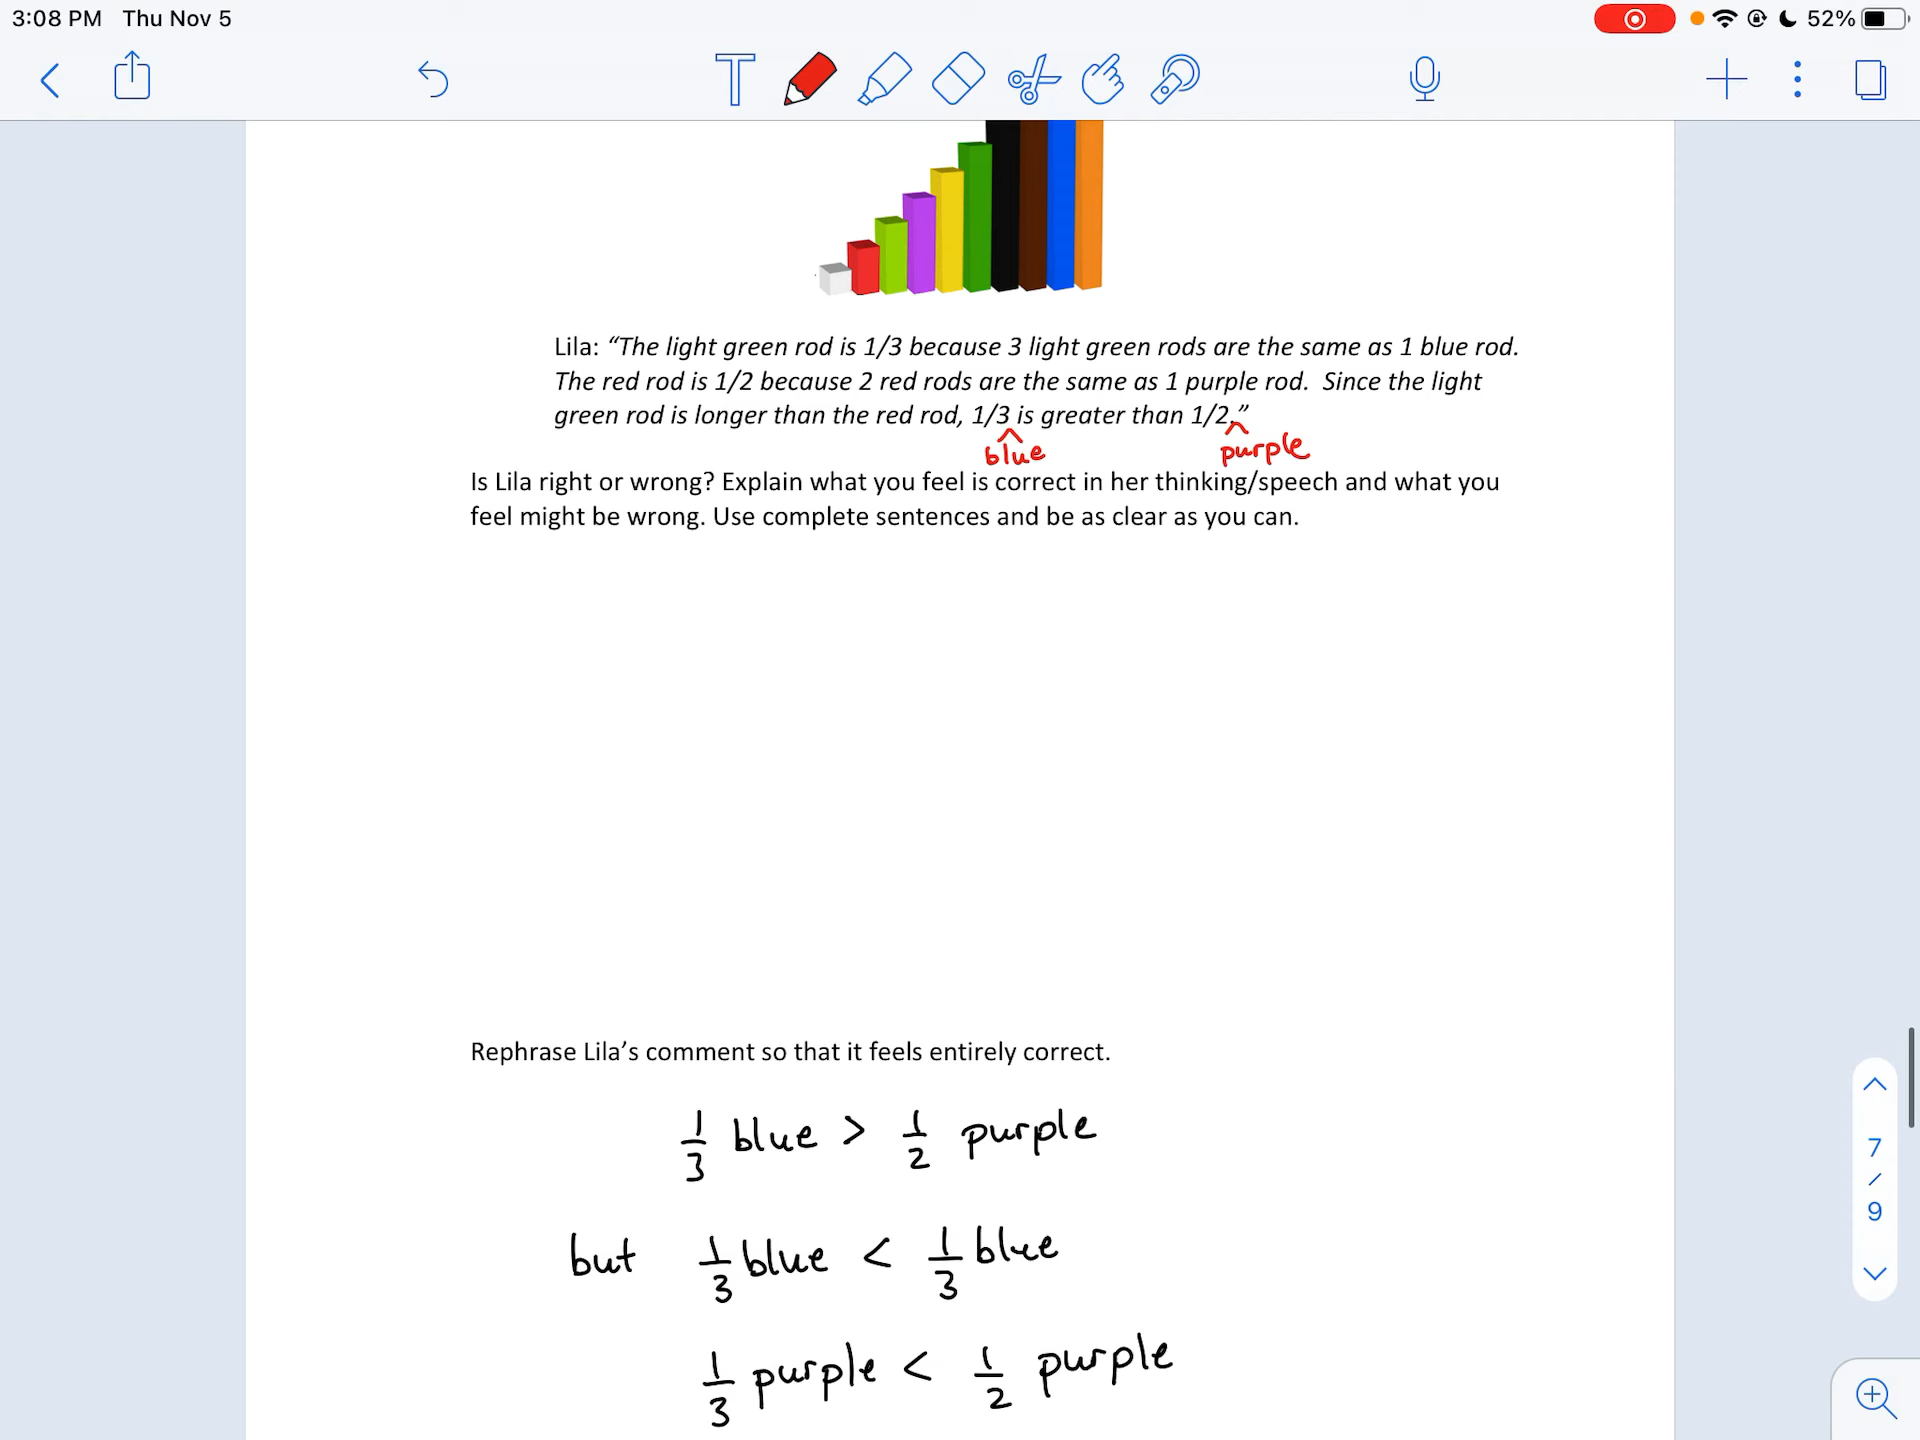 3:08 PM Thu Nov 5
52%
T
Lila: “The light green rod is 1/3 because 3 light green rods are the same as 1 blue rod.
The red rod is 1/2 because 2 red rods are the same as 1 purple rod. Since the light
green rod is longer than the red rod, 1/3 is greater than 1/2.”
^ ^
blue purple
Is Lila right or wrong? Explain what you feel is correct in her thinking/speech and what you
feel might be wrong. Use complete sentences and be as clear as you can.
Rephrase Lila’s comment so that it feels entirely correct.
1/3 blue > 1/2 purple
but 1/3 blue < 1/3 blue
1/3 purple < 1/2 purple
7
/
9